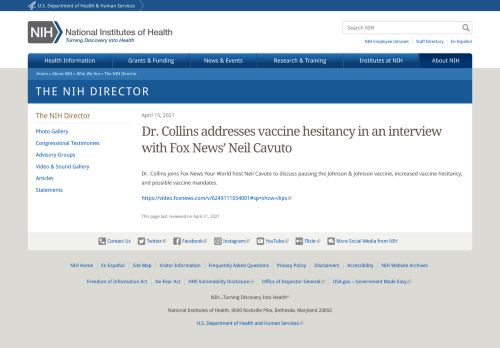 U.S. Department of Health & Human Services
NIH National Institutes of Health
Turning Discovery Into Health
Search NIH
NIH Employee Intranet Staff Directory En Español
Health Information Grants & Funding News & Events Research & Training Institutes at NIH About NIH
Home » About NIH » Who We Are » The NIH Director
THE NIH DIRECTOR
The NIH Director
Photo Gallery
Congressional Testimonies
Advisory Groups
Video & Sound Gallery
Articles
Statements
April 15, 2021
Dr. Collins addresses vaccine hesitancy in an interview
with Fox News' Neil Cavuto
Dr. Collins joins Fox News Your World host Neil Cavuto to discuss pausing the Johnson & Johnson vaccine, increased vaccine hesitancy,
and possible vaccine mandates.
https://video.foxnews.com/v/6249111654001#sp=show-clips
This page last reviewed on April 21, 2021
Contact Us Twitter Facebook Instagram YouTube Flickr More Social Media from NIH
NIH Home En Español Site Map Visitor Information Frequently Asked Questions Privacy Policy Disclaimers Accessibility NIH Website Archives
Freedom of Information Act No Fear Act HHS Vulnerability Disclosure Office of Inspector General USA.gov – Government Made Easy
NIH...Turning Discovery Into Health®
National Institutes of Health, 9000 Rockville Pike, Bethesda, Maryland 20892
U.S. Department of Health and Human Services